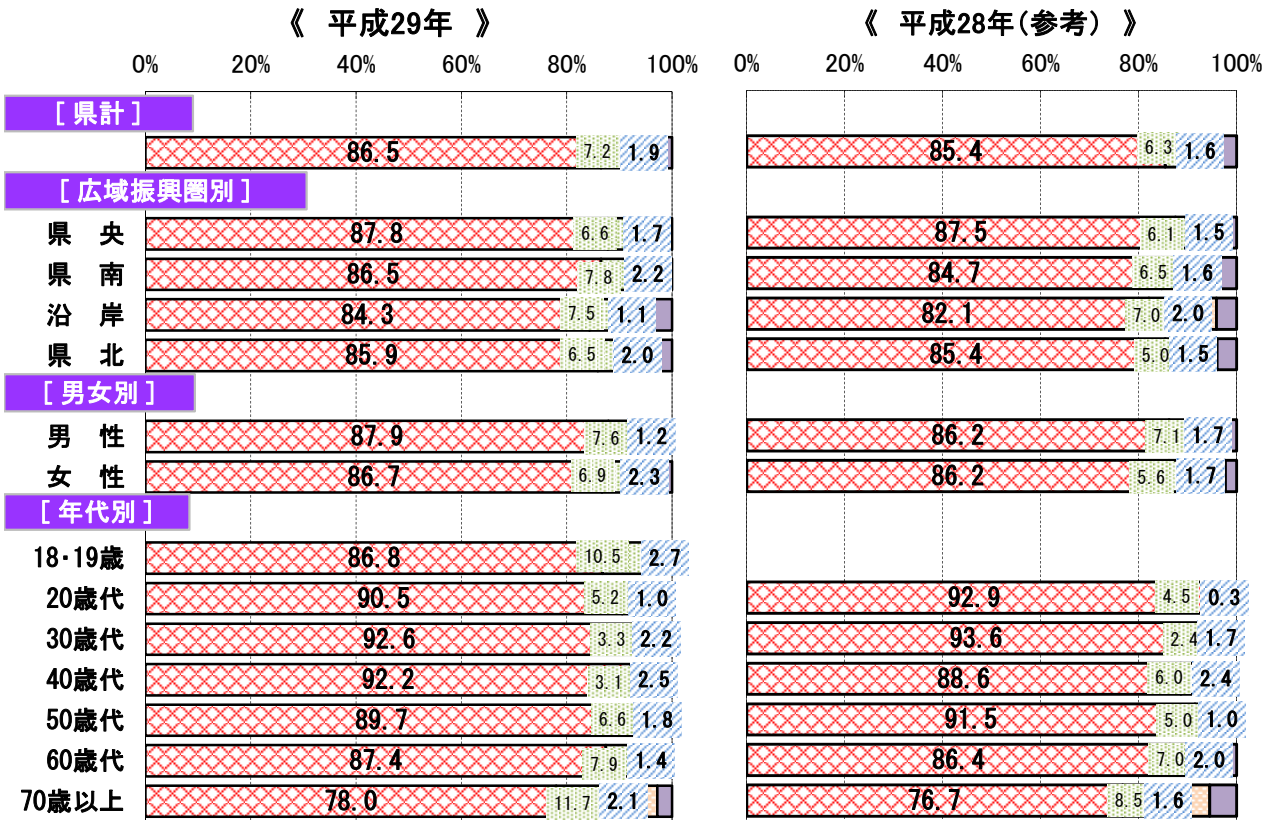 《 平成29年 》 《 平成28年(参考) 》
0% 20% 40% 60% 80% 100% 0% 20% 40% 60% 80% 100%
[ 県計 ]
86.5 7.2 1.9 85.4 6.3 1.6
[ 広域振興圏別 ]
県 央 87.8 6.6 1.7 87.5 6.1 1.5
県 南 86.5 7.8 2.2 84.7 6.5 1.6
沿 岸 84.3 7.5 1.1 82.1 7.0 2.0
県 北 85.9 6.5 2.0 85.4 5.0 1.5
[ 男女別 ]
男 性 87.9 7.6 1.2 86.2 7.1 1.7
女 性 86.7 6.9 2.3 86.2 5.6 1.7
[ 年代別 ]
18・19歳 86.8 10.5 2.7
20歳代 90.5 5.2 1.0 92.9 4.5 0.3
30歳代 92.6 3.3 2.2 93.6 2.4 1.7
40歳代 92.2 3.1 2.5 88.6 6.0 2.4
50歳代 89.7 6.6 1.8 91.5 5.0 1.0
60歳代 87.4 7.9 1.4 86.4 7.0 2.0
70歳以上 78.0 11.7 2.1 76.7 8.5 1.6